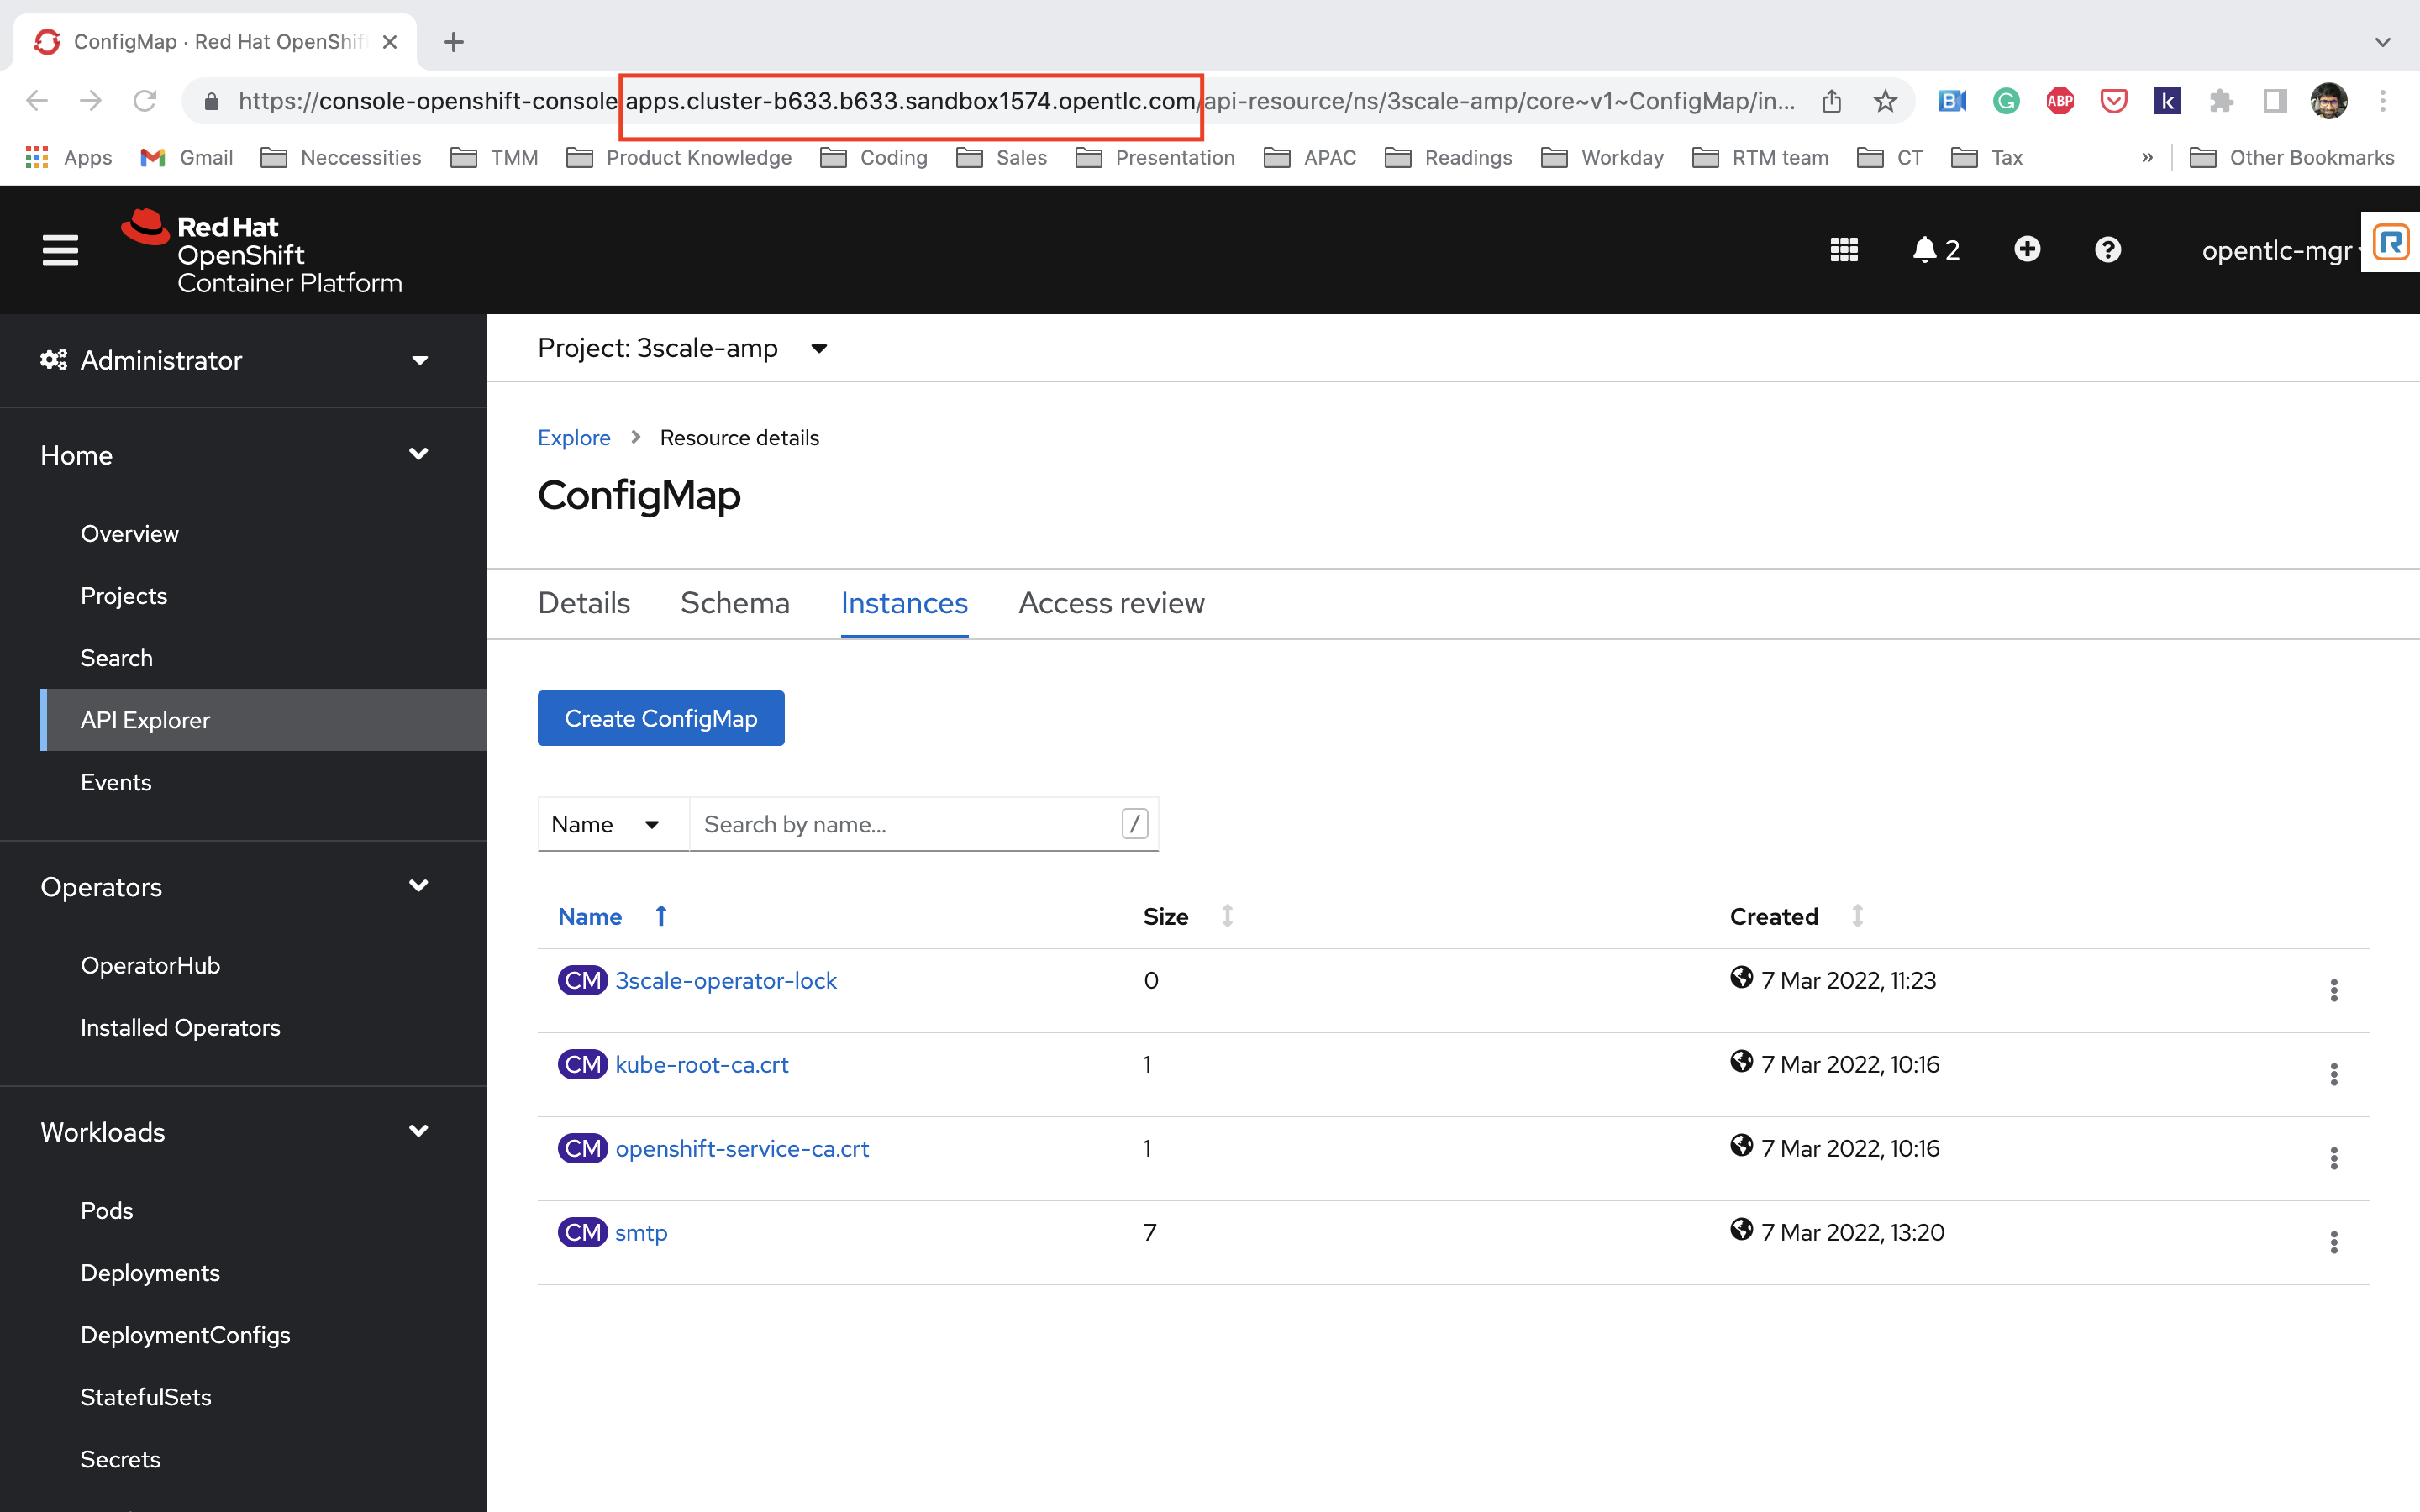 ConfigMap · Red Hat OpenShif
https://console-openshift-console.apps.cluster-b633.b633.sandbox1574.opentlc.com/api-resource/ns/3scale-amp/core~v1~ConfigMap/in...
ABP
k
Apps Gmail Neccessities TMM Product Knowledge Coding Sales Presentation APAC Readings Workday RTM team CT Tax » Other Bookmarks
Red Hat
OpenShift
Container Platform
2
opentlc-mgr
R
Administrator
Home
Overview
Projects
Search
API Explorer
Events
Operators
OperatorHub
Installed Operators
Workloads
Pods
Deployments
DeploymentConfigs
StatefulSets
Secrets
Project: 3scale-amp
Explore > Resource details
ConfigMap
Details Schema Instances Access review
Create ConfigMap
Name Search by name... /
Name Size Created
CM 3scale-operator-lock 0 7 Mar 2022, 11:23
CM kube-root-ca.crt 1 7 Mar 2022, 10:16
CM openshift-service-ca.crt 1 7 Mar 2022, 10:16
CM smtp 7 7 Mar 2022, 13:20